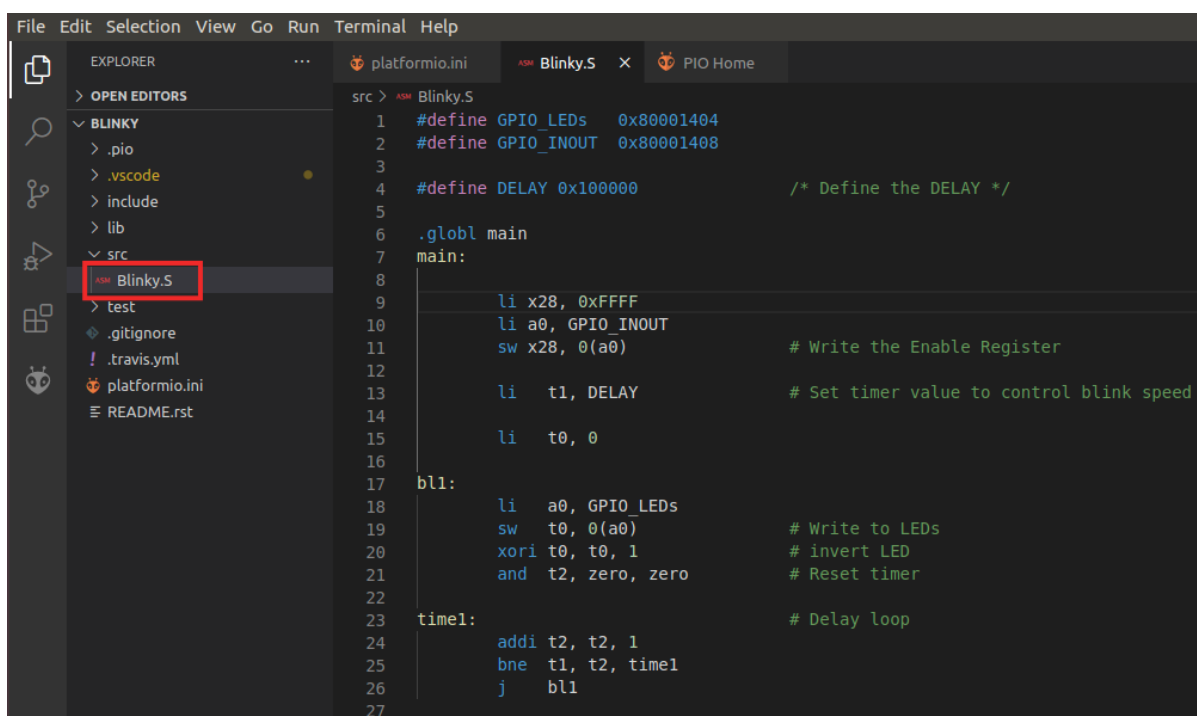 File Edit Selection View Go Run Terminal Help
EXPLORER ...
OPEN EDITORS
BLINKY
.pio
.vscode
include
lib
src
ASM Blinky.S
test
.gitignore
! .travis.yml
platformio.ini
README.rst
platformio.ini ASM Blinky.S × PIO Home
src > ASM Blinky.S
1 #define GPIO_LEDs 0x80001404
2 #define GPIO_INOUT 0x80001408
3
4 #define DELAY 0x100000 /* Define the DELAY */
5
6 .globl main
7 main:
8
9 li x28, 0xFFFF
10 li a0, GPIO_INOUT
11 sw x28, 0(a0) # Write the Enable Register
12
13 li t1, DELAY # Set timer value to control blink speed
14
15 li t0, 0
16
17 bl1:
18 li a0, GPIO_LEDs
19 sw t0, 0(a0) # Write to LEDs
20 xori t0, t0, 1 # invert LED
21 and t2, zero, zero # Reset timer
22
23 time1: # Delay loop
24 addi t2, t2, 1
25 bne t1, t2, time1
26 j bl1
27